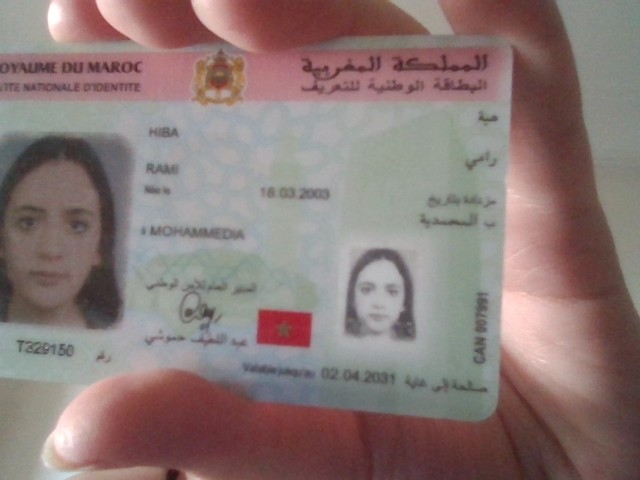 OYAUME DU MAROC
المملكة المغربية
TE NATIONALE D'IDENTITE
البطاقة الوطنية للتعريف
HIBA
هبة
RAMI
رامي
Née le
18.03.2003
مزدادة بتاريخ
à MOHAMMEDIA
ب المحمدية
المدير العام للأمن الوطني
عبد اللطيف حموشي
T329150
رقم
Valable jusqu'au 02.04.2031 صالحة إلى غاية
CAN 907991